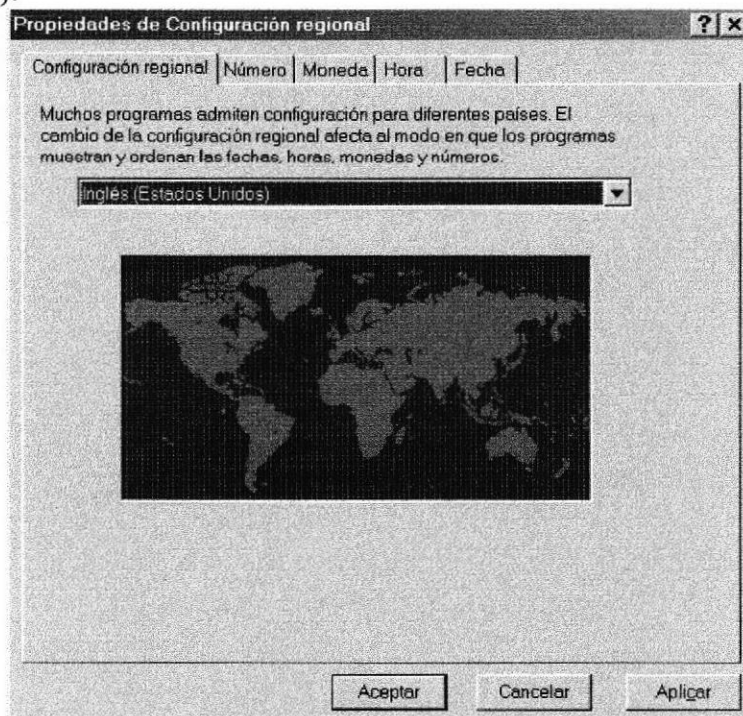 ).
Propiedades de Configuración regional
Configuración regional Número Moneda Hora Fecha
Muchos programas admiten configuración para diferentes países. El
cambio de la configuración regional afecta al modo en que los programas
muestran y ordenan las fechas, horas, monedas y números.
Inglés (Estados Unidos)
Aceptar Cancelar Aplicar